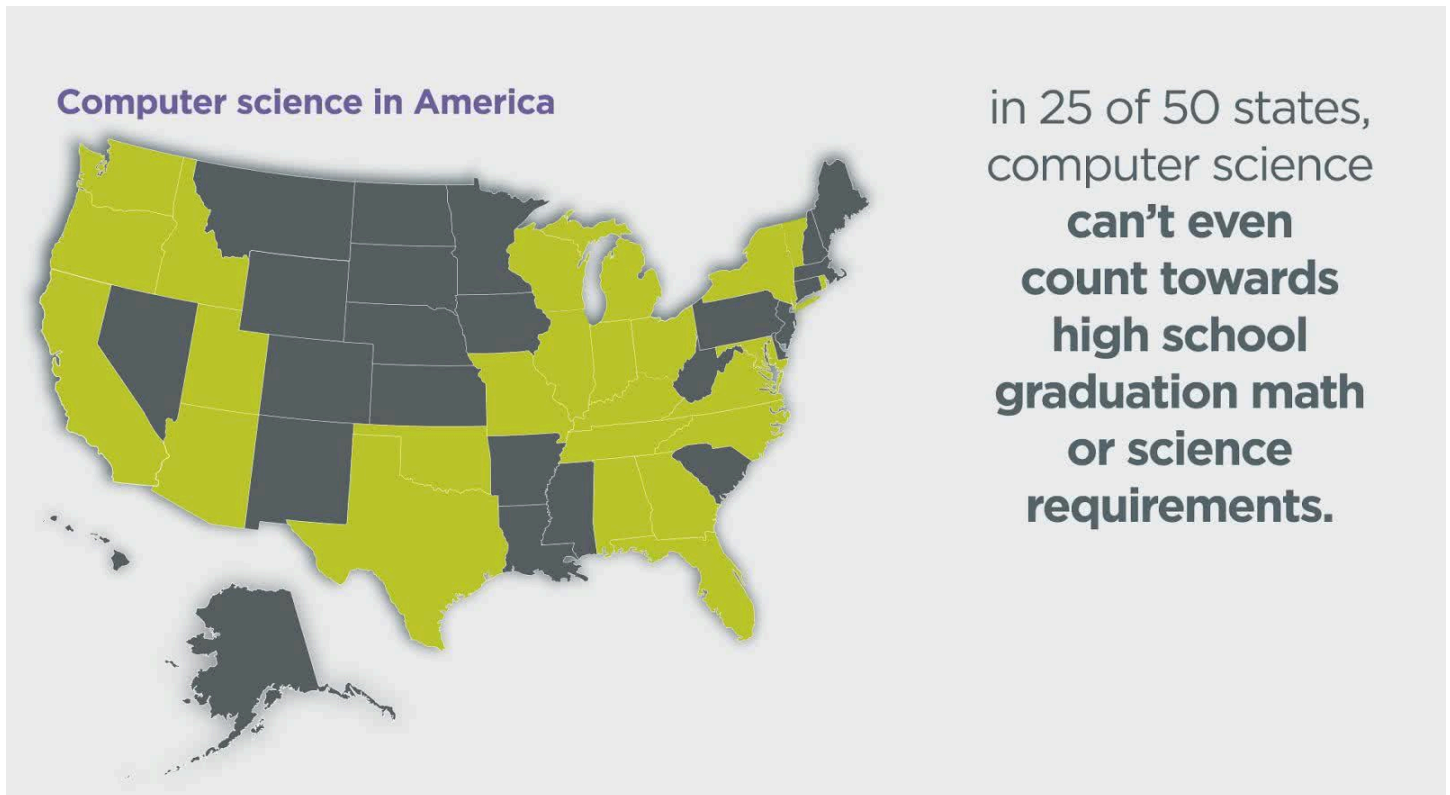 Computer science in America
in 25 of 50 states,
computer science
can't even
count towards
high school
graduation math
or science
requirements.